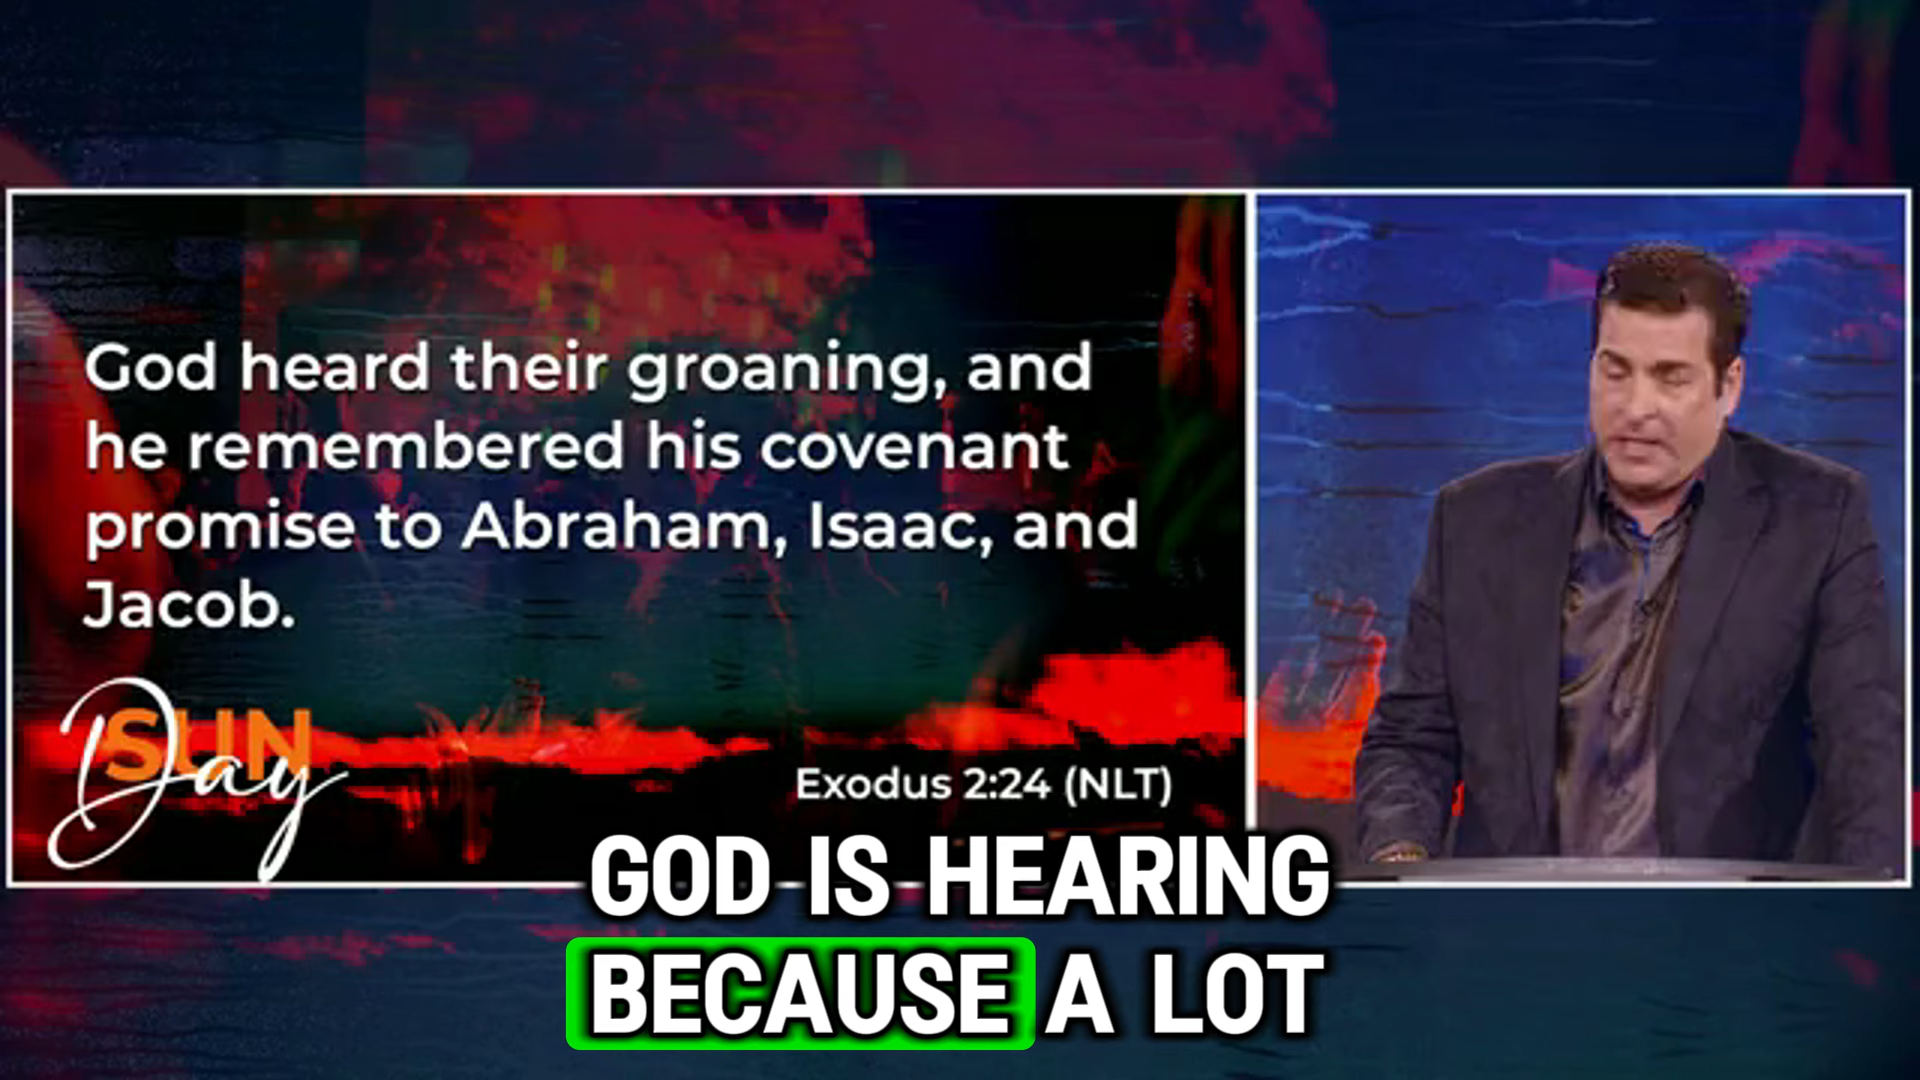 God heard their groaning, and
he remembered his covenant
promise to Abraham, Isaac, and
Jacob.
SUN
Day
Exodus 2:24 (NLT)
GOD IS HEARING
BECAUSE A LOT